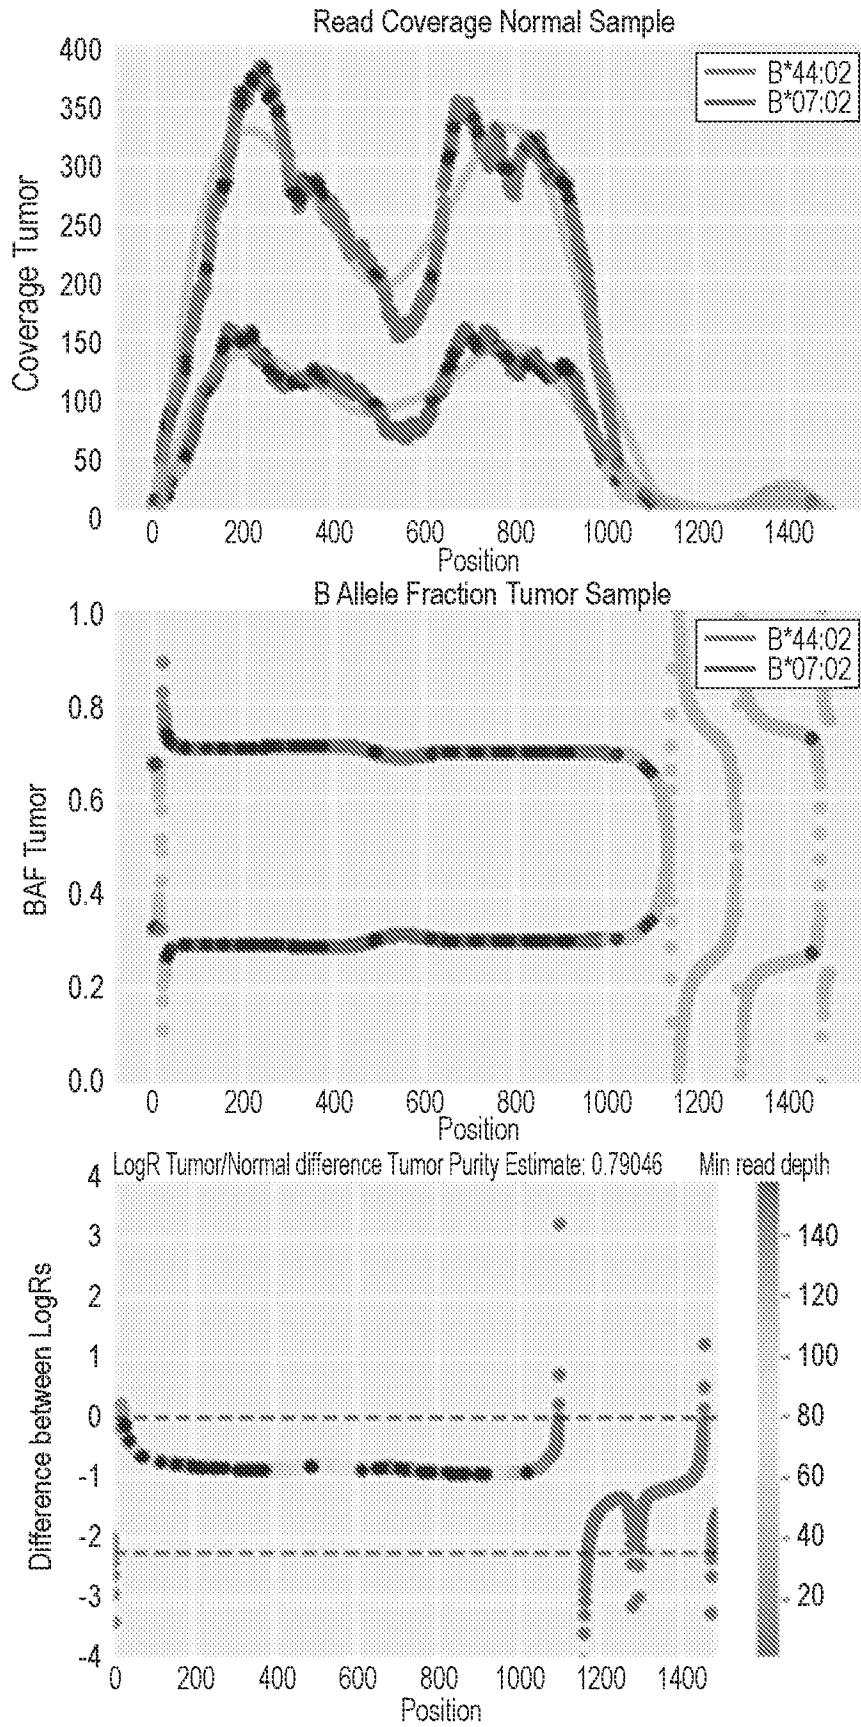 Read Coverage Normal Sample
400
350
300
250
200
150
100
50
0
Coverage Tumor
B*44:02
B*07:02
0 200 400 600 800 1000 1200 1400
Position
B Allele Fraction Tumor Sample
1.0
0.8
0.6
0.4
0.2
0.0
BAF Tumor
B*44:02
B*07:02
0 200 400 600 800 1000 1200 1400
Position
LogR Tumor/Normal difference Tumor Purity Estimate: 0.79046 Min read depth
4
3
2
1
0
-1
-2
-3
-4
Difference between LogRs
0 200 400 600 800 1000 1200 1400
Position
140
120
100
80
60
40
20